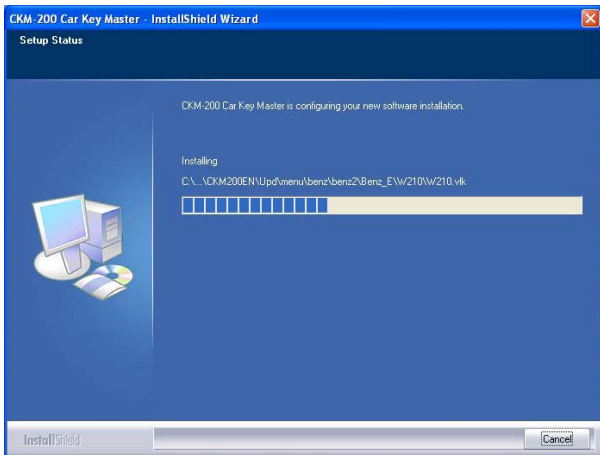 CKM-200 Car Key Master - InstallShield Wizard
Setup Status
CKM-200 Car Key Master is configuring your new software installation.
Installing
C:\...\CKM200EN\Upd\menu\benz\benz2\Benz_E\W210\W210.vlk
InstallShield
Cancel